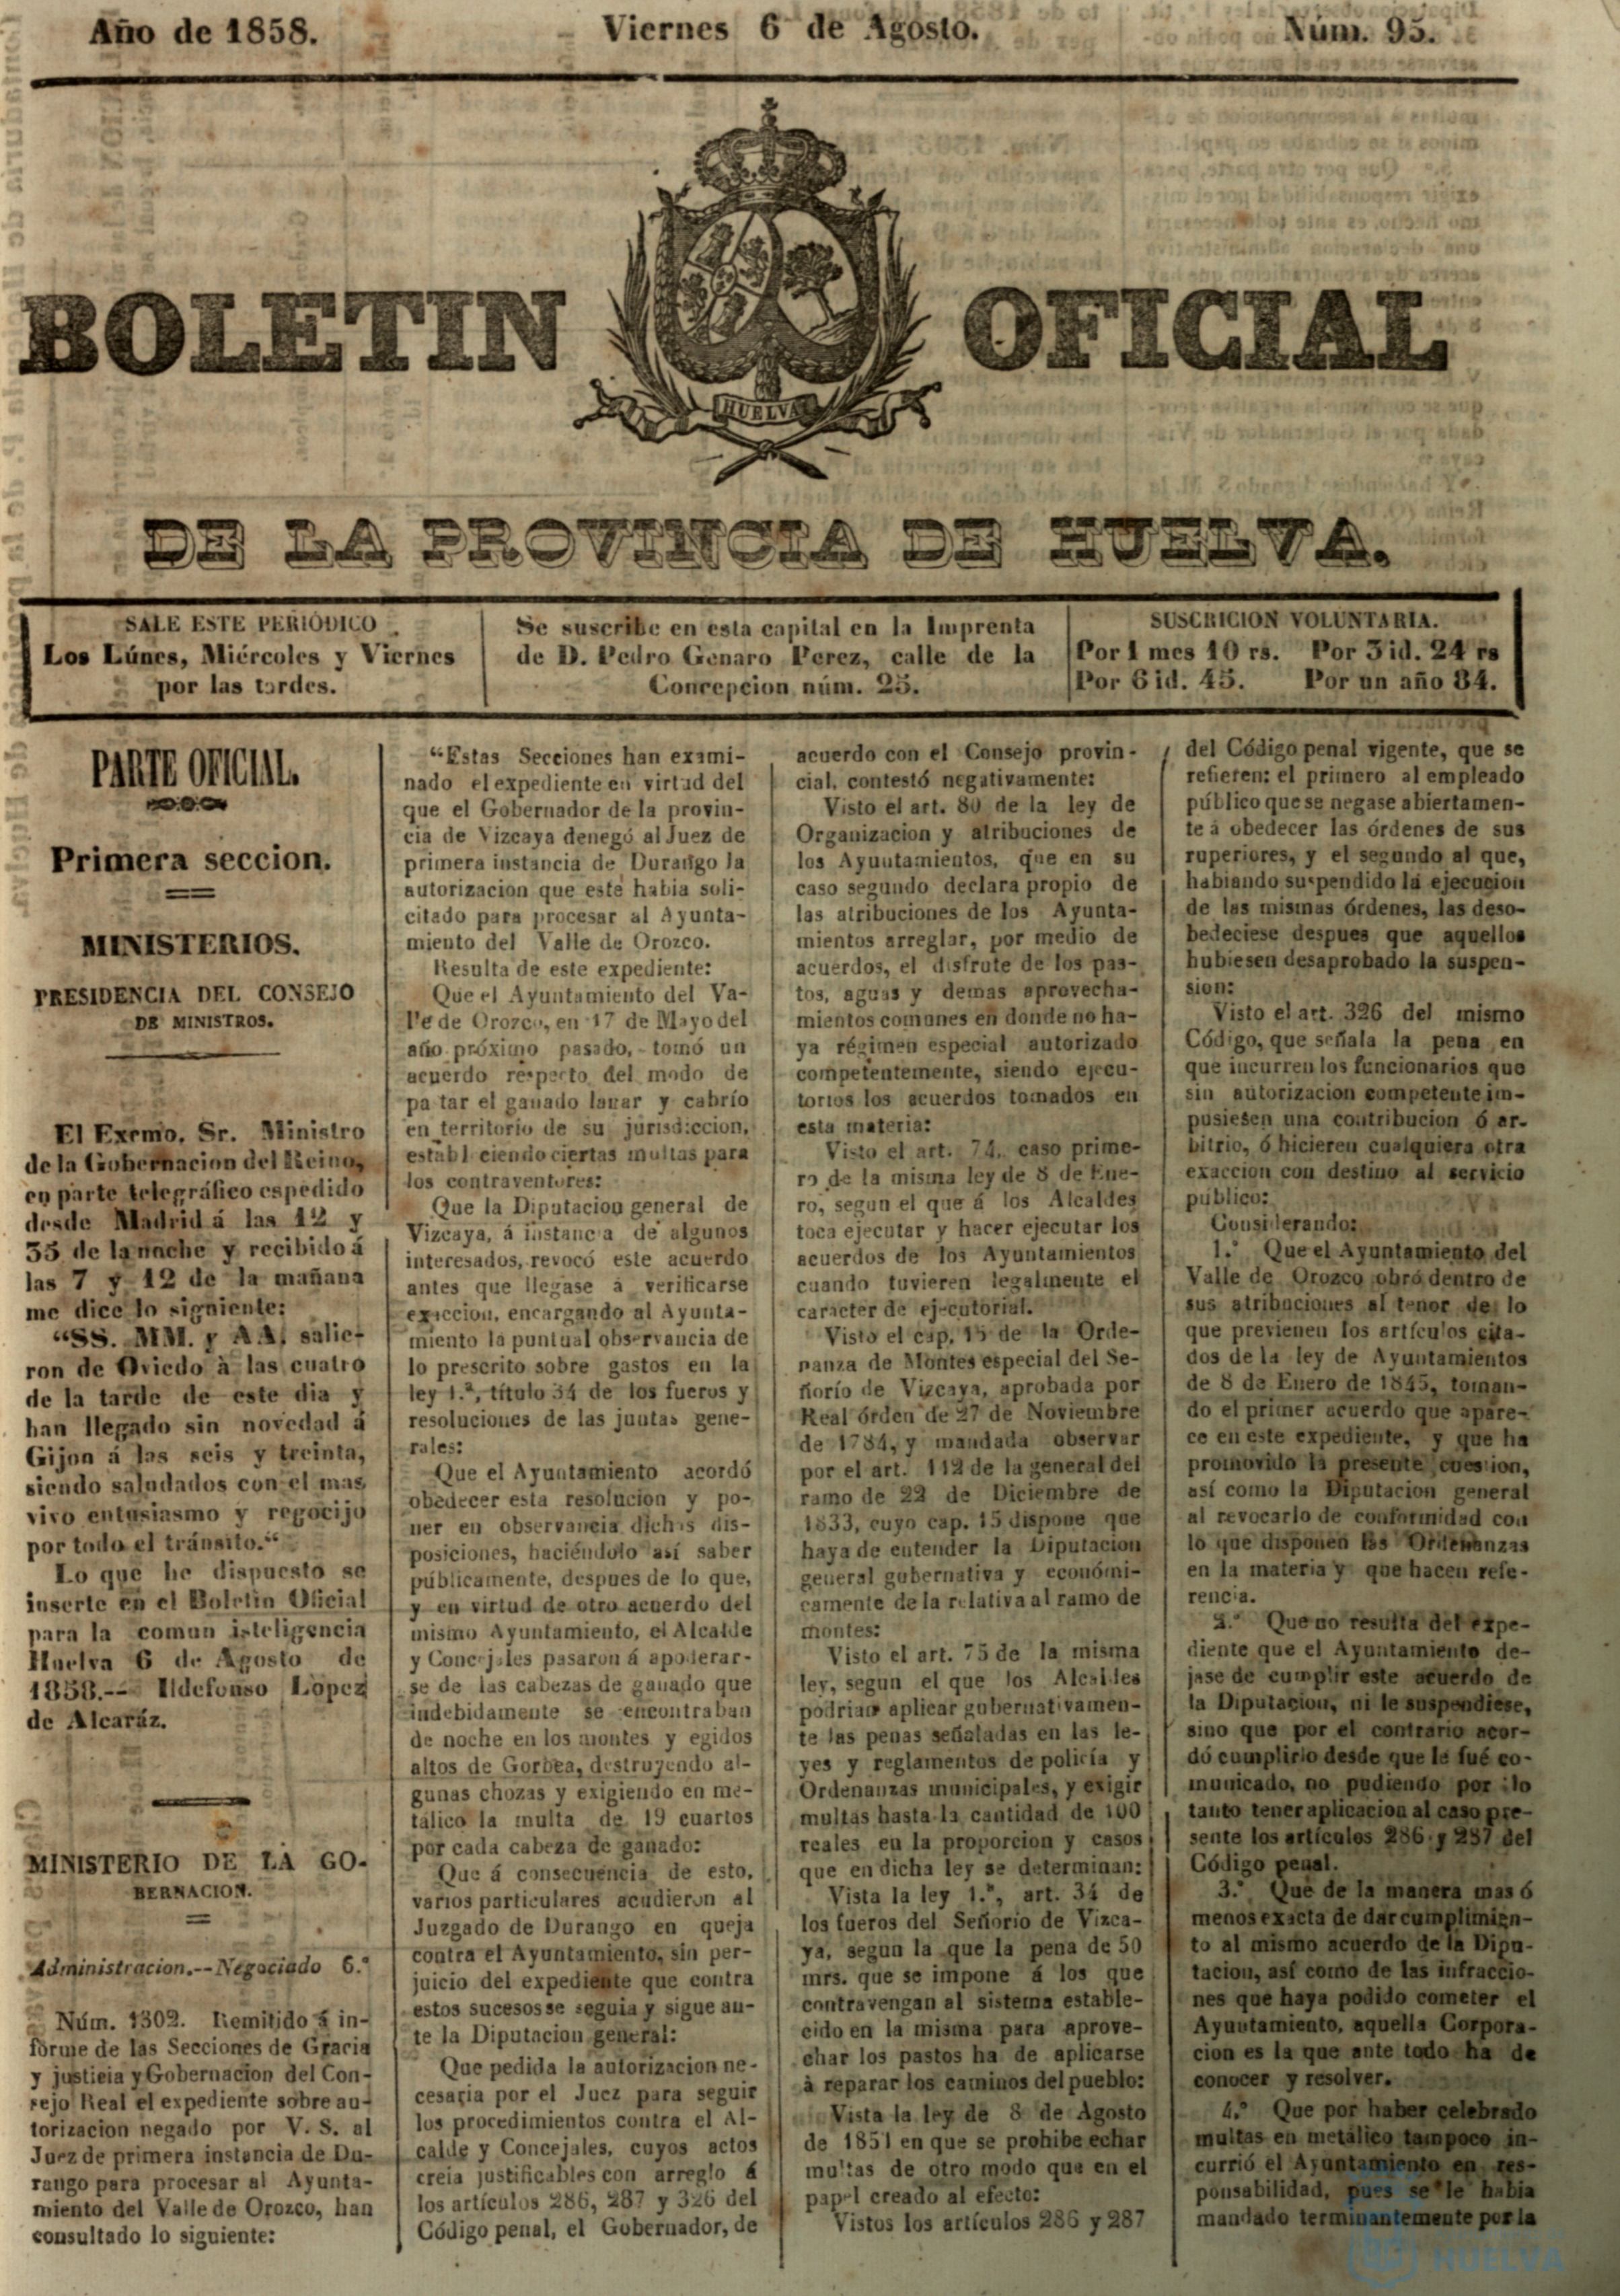 Año de 1858.
Viernes 6 de Agosto.
Núm. 95.
BOLETIN OFICIAL
HUELVA
DE LA PROVINCIA DE HUELVA.
SALE ESTE PERIÓDICO
Los Lúnes, Miércoles y Viernes
por las tardes.
Se suscribe en esta capital en la Imprenta
de D. Pedro Genaro Perez, calle de la
Concepcion núm. 25.
SUSCRICION VOLUNTARIA.
Por 1 mes 10 rs. Por 3 id. 24 rs
Por 6 id. 45. Por un año 84.
PARTE OFICIAL.
Primera seccion.
MINISTERIOS.
PRESIDENCIA DEL CONSEJO
DE MINISTROS.
El Exrmo. Sr. Ministro
de la Gobernacion del Reino,
en parte telegráfico espedido
desde Madrid á las 12 y
35 de la noche y recibido á
las 7 y 12 de la mañana
me dice lo signiente:
“SS. MM. y AA. salie-
ron de Oviedo à las cuatro
de la tarde de este dia y
han llegado sin novedad á
Gijon á las seis y treinta,
siendo saludados con el mas
vivo entusiasmo y regocijo
por todo el tránsito.“
Lo que he dispuesto se
inserte en el Boletin Oficial
para la comun isteligencia
Huelva 6 de Agosto de
1858.-- Ildefonso Lòpez
de Alcaráz.
MINISTERIO DE LA GO-
BERNACION.
Administracion.--Negociado 6.º
Núm. 1302. Remitido á in-
forme de las Secciones de Gracia
y justicia y Gobernacion del Con-
sejo Real el expediente sobre au-
torizacion negado por V. S. al
Juez de primera instancia de Du-
rango para procesar al Ayunta-
miento del Valle de Orozco, han
consultado lo siguiente:
“Estas Secciones han exami-
nado el expediente en virtud del
que el Gobernador de la provin-
cia de Vizcaya denegó al Juez de
primera instancia de Durango la
autorizacion que este habia soli-
citado para procesar al Ayunta-
miento del Valle de Orozco.
Resulta de este expediente:
Que el Ayuntamiento del Va-
lle de Orozco, en 17 de Mayo del
año próximo pasado, tomó un
acuerdo respecto del modo de
pa tar el ganado lanar y cabrío
en territorio de su jurisdiccion,
establ ciendo ciertas multas para
los contraventores:
Que la Diputacion general de
Vizcaya, á instancia de algunos
interesados, revocó este acuerdo
antes que llegase á verificarse
exaccion, encargando al Ayunta-
miento la puntual observancia de
lo prescrito sobre gastos en la
ley 1.ª, título 34 de los fueros y
resoluciones de las juntas gene-
rales:
Que el Ayuntamiento acordó
obedecer esta resolucion y po-
ner en observancia dichas dis-
posiciones, haciéndolo así saber
públicamente, despues de lo que,
y en virtud de otro acuerdo del
mismo Ayuntamiento, el Alcalde
y Concejales pasaron á apoderar-
se de las cabezas de ganado que
indebidamente se encontraban
de noche en los montes y egidos
altos de Gorbea, destruyendo al-
gunas chozas y exigiendo en me-
tálico la multa de 19 cuartos
por cada cabeza de ganado:
Que á consecuencia de esto,
varios particulares acudieron al
Juzgado de Durango en queja
contra el Ayuntamiento, sin per-
juicio del expediente que contra
estos sucesos se seguia y sigue an-
te la Diputacion general:
Que pedida la autorizacion ne-
cesaria por el Juez para seguir
los procedimientos contra el Al-
calde y Concejales, cuyos actos
creia justificables con arreglo á
los artículos 286, 287 y 326 del
Código penal, el Gobernador, de
acuerdo con el Consejo provin-
cial, contestó negativamente:
Visto el art. 80 de la ley de
Organizacion y atribuciones de
los Ayuntamientos, que en su
caso segundo declara propio de
las atribuciones de los Ayunta-
mientos arreglar, por medio de
acuerdos, el disfrute de los pas-
tos, aguas y demas aprovecha-
mientos comunes en donde no ha-
ya régimen especial autorizado
competentemente, siendo ejecu-
torios los acuerdos tomados en
esta materia:
Visto el art. 74. caso prime-
ro de la misma ley de 8 de Ene-
ro, segun el que á los Alcaldes
toca ejecutar y hacer ejecutar los
acuerdos de los Ayuntamientos
cuando tuvieren legalmente el
caracter de ejecutorial.
Visto el cap. 15 de la Orde-
nanza de Montes especial del Se-
ñorío de Vizcaya, aprobada por
Real órden de 27 de Noviembre
de 1784, y mandada observar
por el art. 112 de la general del
ramo de 22 de Diciembre de
1833, cuyo cap. 15 dispone que
haya de entender la Diputacion
general gubernativa y económi-
camente de la relativa al ramo de
montes:
Visto el art. 75 de la misma
ley, segun el que los Alcaldes
podrian aplicar gubernativamen-
te las penas señaladas en las le-
yes y reglamentos de policía y
Ordenanzas municipales, y exigir
multas hasta la cantidad de 100
reales en la proporcion y casos
que en dicha ley se determinan:
Vista la ley 1.ª, art. 34 de
los fueros del Señorio de Vizca-
ya, segun la que la pena de 50
mrs. que se impone á los que
contravengan al sistema estable-
cido en la misma para aprove-
char los pastos ha de aplicarse
à reparar los caminos del pueblo:
Vista la ley de 8 de Agosto
de 1851 en que se prohibe echar
multas de otro modo que en el
papel creado al efecto:
Vistos los artículos 286 y 287
del Código penal vigente, que se
refieren: el primero al empleado
público que se negase abiertamen-
te á obedecer las órdenes de sus
ruperiores, y el segundo al que,
habiando suspendido la ejecucion
de las mismas órdenes, las deso-
bedeciese despues que aquellos
hubiesen desaprobado la suspen-
sion:
Visto el art. 326 del mismo
Código, que señala la pena en
que incurren los funcionarios que
sin autorizacion competente im-
pusiesen una contribucion ó ar-
bitrio, ó hicieren cualquiera otra
exaccion con destino al servicio
público:
Considerando:
1.º Que el Ayuntamiento del
Valle de Orozco obró dentro de
sus atribuciones al tenor de lo
que previenen los artículos cita-
dos de la ley de Ayuntamientos
de 8 de Enero de 1845, toman-
do el primer acuerdo que apare-
ce en este expediente, y que ha
promovido la presente cuestion,
así como la Diputacion general
al revocarlo de conformidad con
lo que disponen las Ordenanzas
en la materia y que hacen refe-
rencia.
2.º Que no resulta del expe-
diente que el Ayuntamiento de-
jase de cumplir este acuerdo de
la Diputacion, ni le suspendiese,
sino que por el contrario acor-
dó cumplirlo desde que le fué co-
municado, no pudiendo por lo
tanto tener aplicacion al caso pre-
sente los artículos 286 y 287 del
Código penal.
3.º Que de la manera mas ó
menos exacta de dar cumplimien-
to al mismo acuerdo de la Dipu-
tacion, así como de las infraccio-
nes que haya podido cometer el
Ayuntamiento, aquella Corpora-
cion es la que ante todo ha de
conocer y resolver.
4.º Que por haber celebrado
multas en metálico tampoco in-
currió el Ayuntamiento en res-
ponsabilidad, pues se le habia
mandado terminantemente por la
HUELVA